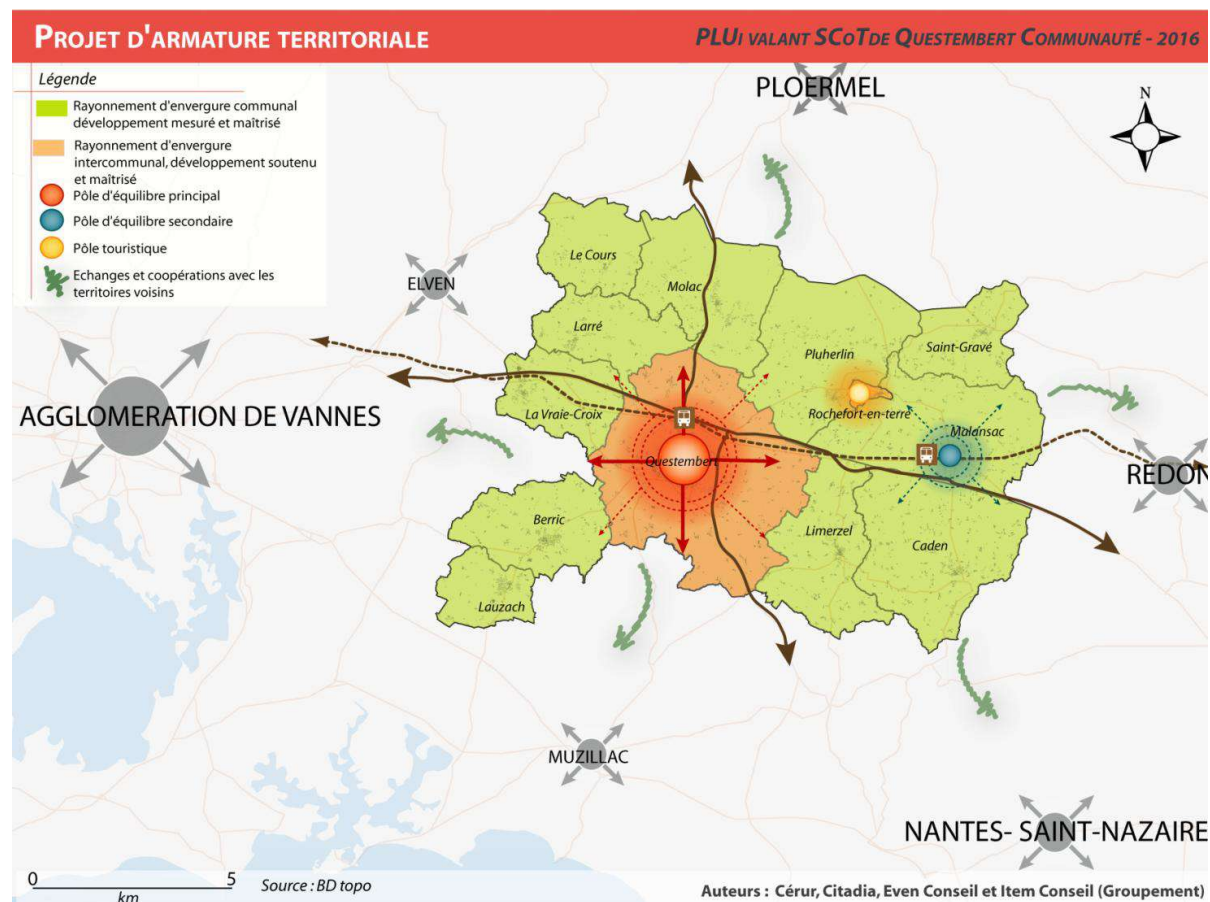 PROJET D'ARMATURE TERRITORIALE
PLUI VALANT SCOTDE QUESTEMBERT COMMUNAUTÉ - 2016
Légende
Rayonnement d'envergure communal
développement mesuré et maîtrisé
Rayonnement d'envergure
intercommunal, développement soutenu
et maîtrisé
Pôle d'équilibre principal
Pôle d'équilibre secondaire
Pôle touristique
Echanges et coopérations avec les
territoires voisins
PLOERMEL
N
Le Cours
ELVEN
Molac
Larré
Pluherlin
Saint-Gravé
AGGLOMERATION DE VANNES
La Vraie-Croix
Rochefort-en-terre
Malansac
Questembert
REDON
Berric
Limerzel
Caden
Lauzach
MUZILLAC
NANTES- SAINT-NAZAIRE
0 5
km
Source : BD topo
Auteurs : Cérur, Citadia, Even Conseil et Item Conseil (Groupement)